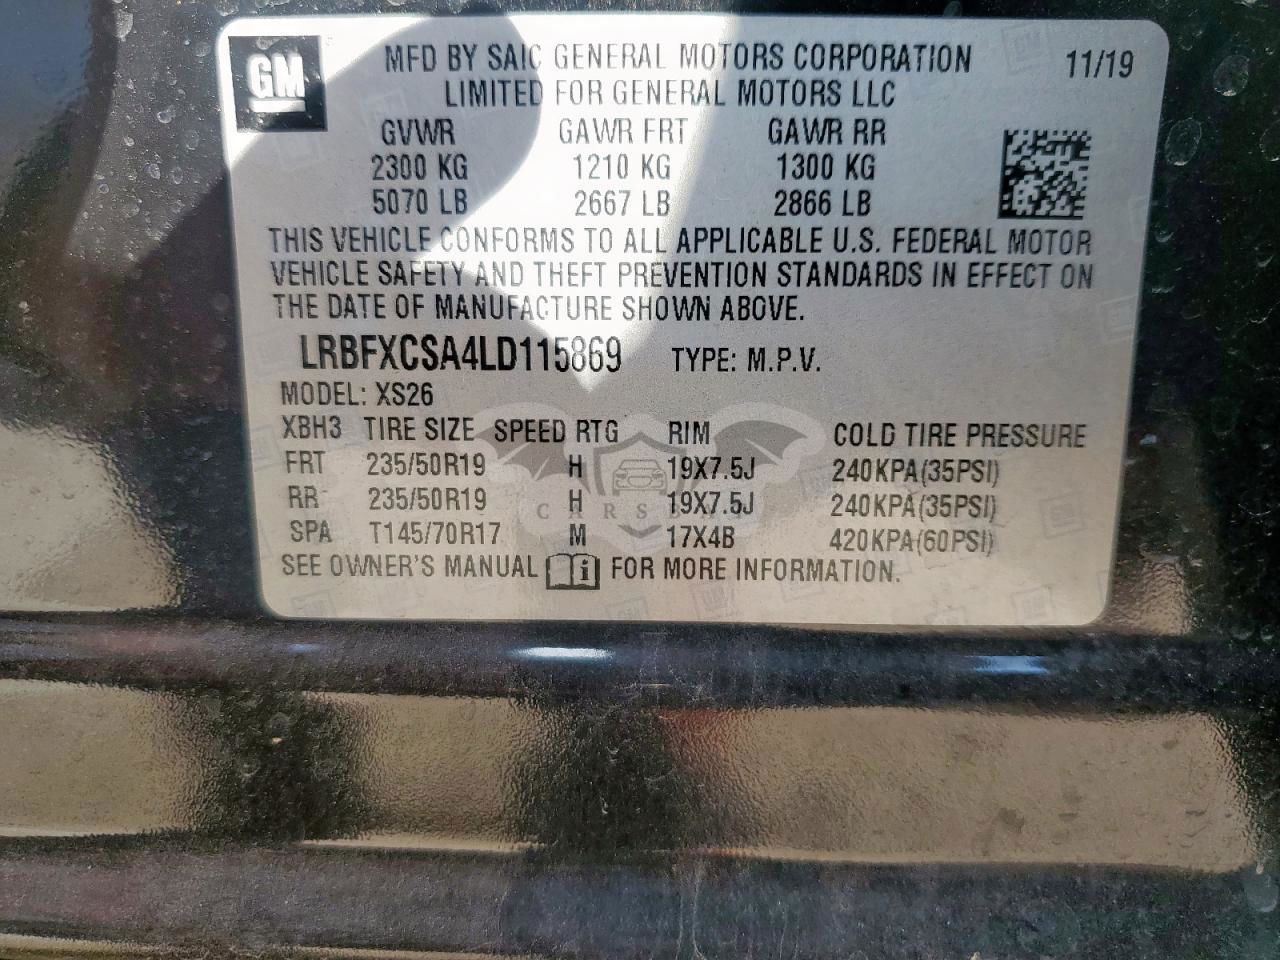 GM
MFD BY SAIC GENERAL MOTORS CORPORATION 11/19
LIMITED FOR GENERAL MOTORS LLC
GVWR GAWR FRT GAWR RR
2300 KG 1210 KG 1300 KG
5070 LB 2667 LB 2866 LB
THIS VEHICLE CONFORMS TO ALL APPLICABLE U.S. FEDERAL MOTOR
VEHICLE SAFETY AND THEFT PREVENTION STANDARDS IN EFFECT ON
THE DATE OF MANUFACTURE SHOWN ABOVE.
LRBFXCSA4LD115869 TYPE: M.P.V.
MODEL: XS26
XBH3 TIRE SIZE SPEED RTG RIM COLD TIRE PRESSURE
FRT 235/50R19 H 19X7.5J 240KPA(35PSI)
RR 235/50R19 H 19X7.5J 240KPA(35PSI)
SPA T145/70R17 M 17X4B 420KPA(60PSI)
SEE OWNER'S MANUAL FOR MORE INFORMATION.